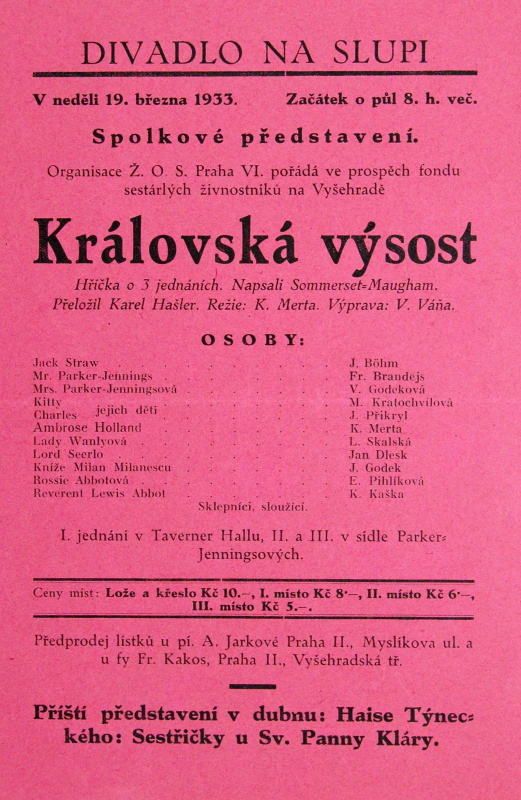 DIVADLO NA SLUPI
V neděli 19. března 1933. Začátek o půl 8. h. več.
Spolkové představení.
Organisace Ž. O. S. Praha VI. pořádá ve prospěch fondu
sestárlých živnostníků na Vyšehradě
Královská výsost
Hříčka o 3 jednáních. Napsali Sommerset=Maugham.
Přeložil Karel Hašler. Režie: K. Merta. Výprava: V. Váňa.
OSOBY:
Jack Straw . . . . . . . . . J. Böhm
Mr. Parker-Jennings . . . . . . . . Fr. Brandejs
Mrs. Parker-Jenningsová . . . . . . . V. Godeková
Kitty . . . . . . . M. Kratochvilová
jejich děti
Charles . . . . . . . J. Přikryl
Ambrose Holland . . . . . . . . K. Merta
Lady Wanlyová . . . . . . . . L. Skalská
Lord Seerlo . . . . . . . . . Jan Dlesk
Kníže Milan Milanescu . . . . . . . J. Godek
Rossie Abbotová . . . . . . . . E. Pihlíková
Reverent Lewis Abbot . . . . . . . K. Kaška
Sklepníci, sloužící.
I. jednání v Taverner Hallu, II. a III. v sídle Parker=
Jenningsových.
Ceny míst: Lože a křeslo Kč 10.–, I. místo Kč 8·–, II. místo Kč 6·–,
III. místo Kč 5.–.
Předprodej lístků u pí. A. Jarkové Praha II., Myslíkova ul. a
u fy Fr. Kakos, Praha II., Vyšehradská tř.
Příští představení v dubnu: Haise Týnec=
kého: Sestřičky u Sv. Panny Kláry.